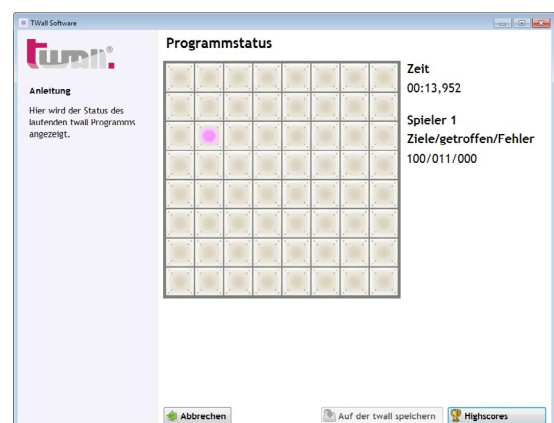 TWall Software
twall®
Programmstatus
Anleitung
Hier wird der Status des
laufenden twall Programms
angezeigt.
Zeit
00:13,952
Spieler 1
Ziele/getroffen/Fehler
100/011/000
Abbrechen
Auf der twall speichern
Highscores